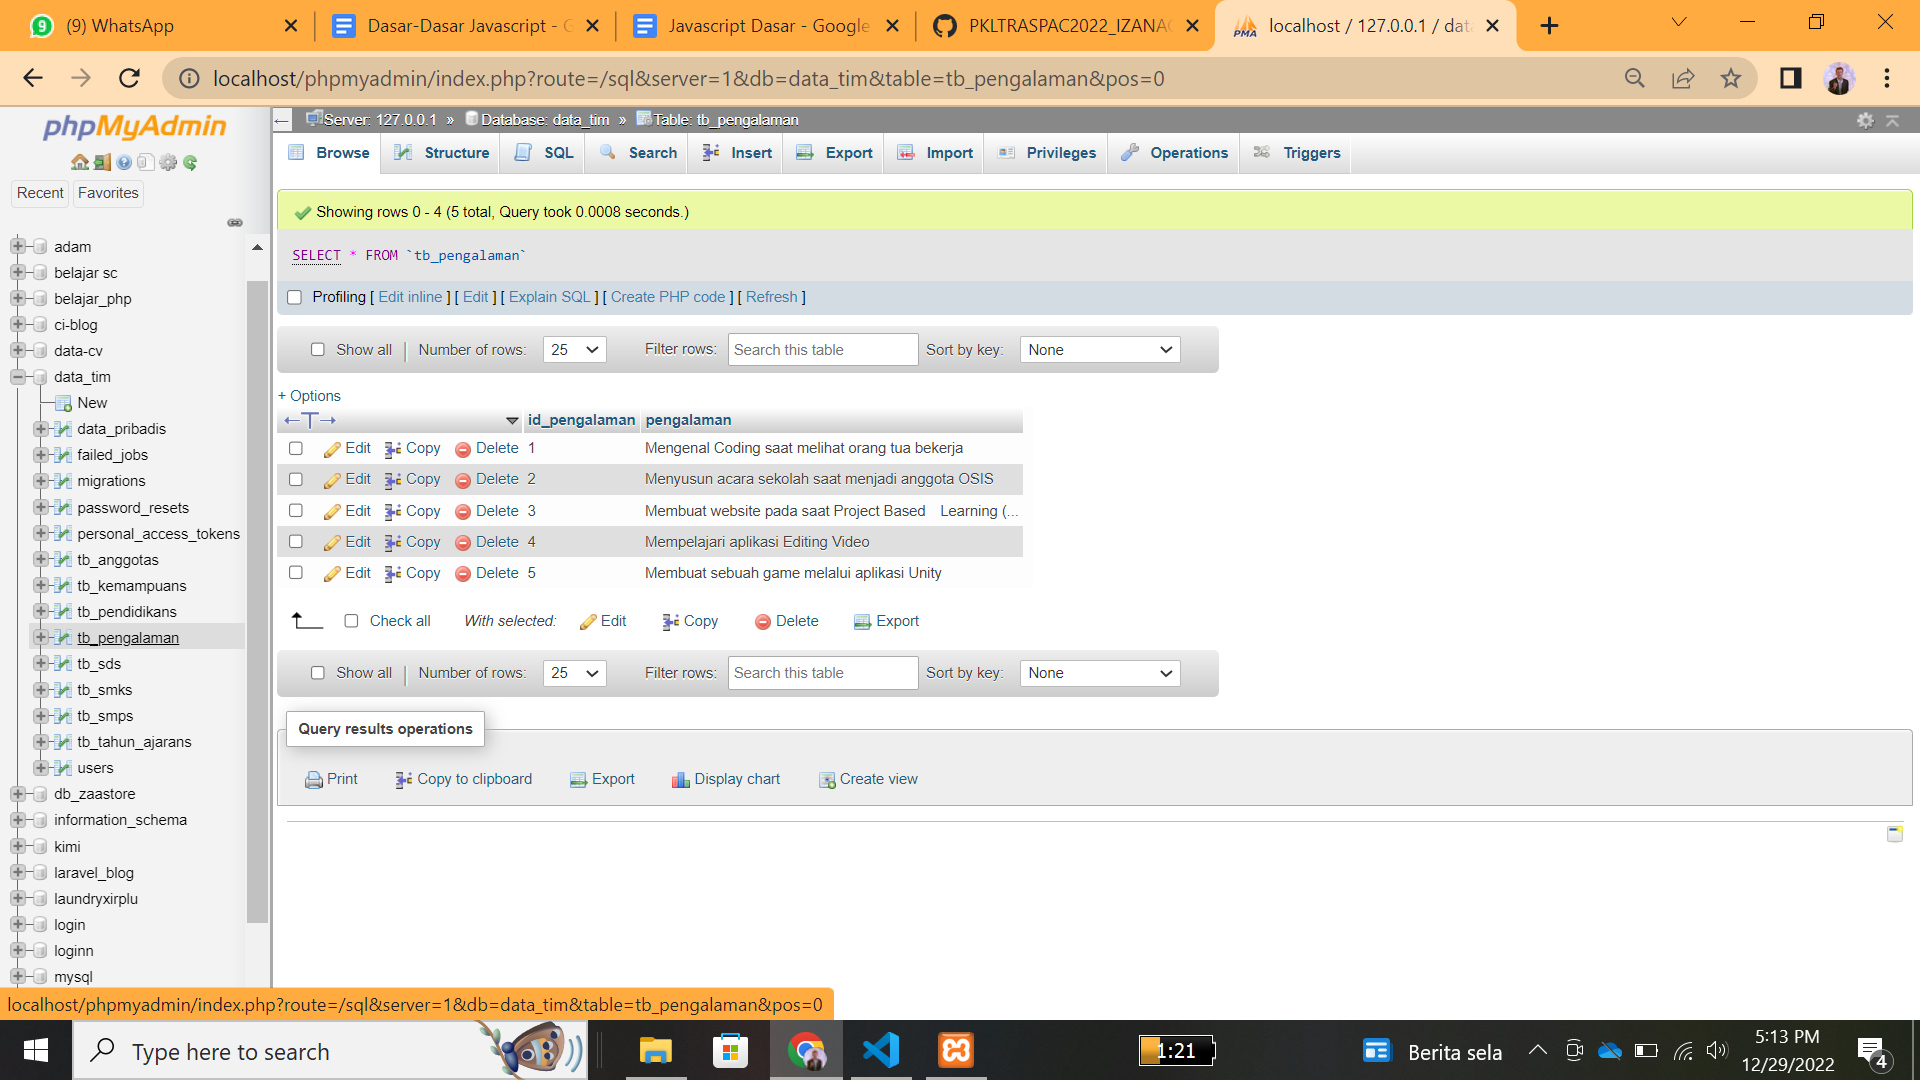 (9) WhatsApp
Dasar-Dasar Javascript - G
Javascript Dasar - Google
PKLTRASPAC2022_IZANAG
PMA
localhost / 127.0.0.1 / data
localhost/phpmyadmin/index.php?route=/sql&server=1&db=data_tim&table=tb_pengalaman&pos=0
phpMyAdmin
Recent
Favorites
adam
belajar sc
belajar_php
ci-blog
data-cv
data_tim
New
data_pribadis
failed_jobs
migrations
password_resets
personal_access_tokens
tb_anggotas
tb_kemampuans
tb_pendidikans
tb_pengalaman
tb_sds
tb_smks
tb_smps
tb_tahun_ajarans
users
db_zaastore
information_schema
kimi
laravel_blog
laundryxirplu
login
loginn
mysql
Server: 127.0.0.1 » Database: data_tim » Table: tb_pengalaman
Browse Structure SQL Search Insert Export Import Privileges Operations Triggers
Showing rows 0 - 4 (5 total, Query took 0.0008 seconds.)
SELECT * FROM `tb_pengalaman`
Profiling [ Edit inline ] [ Edit ] [ Explain SQL ] [ Create PHP code ] [ Refresh ]
Show all Number of rows: 25 Filter rows: Search this table Sort by key: None
+ Options
←T→ id_pengalaman pengalaman
Edit Copy Delete 1 Mengenal Coding saat melihat orang tua bekerja
Edit Copy Delete 2 Menyusun acara sekolah saat menjadi anggota OSIS
Edit Copy Delete 3 Membuat website pada saat Project Based Learning (...
Edit Copy Delete 4 Mempelajari aplikasi Editing Video
Edit Copy Delete 5 Membuat sebuah game melalui aplikasi Unity
Check all With selected: Edit Copy Delete Export
Show all Number of rows: 25 Filter rows: Search this table Sort by key: None
Query results operations
Print Copy to clipboard Export Display chart Create view
localhost/phpmyadmin/index.php?route=/sql&server=1&db=data_tim&table=tb_pengalaman&pos=0
Type here to search
1:21
Berita sela
5:13 PM
12/29/2022
4